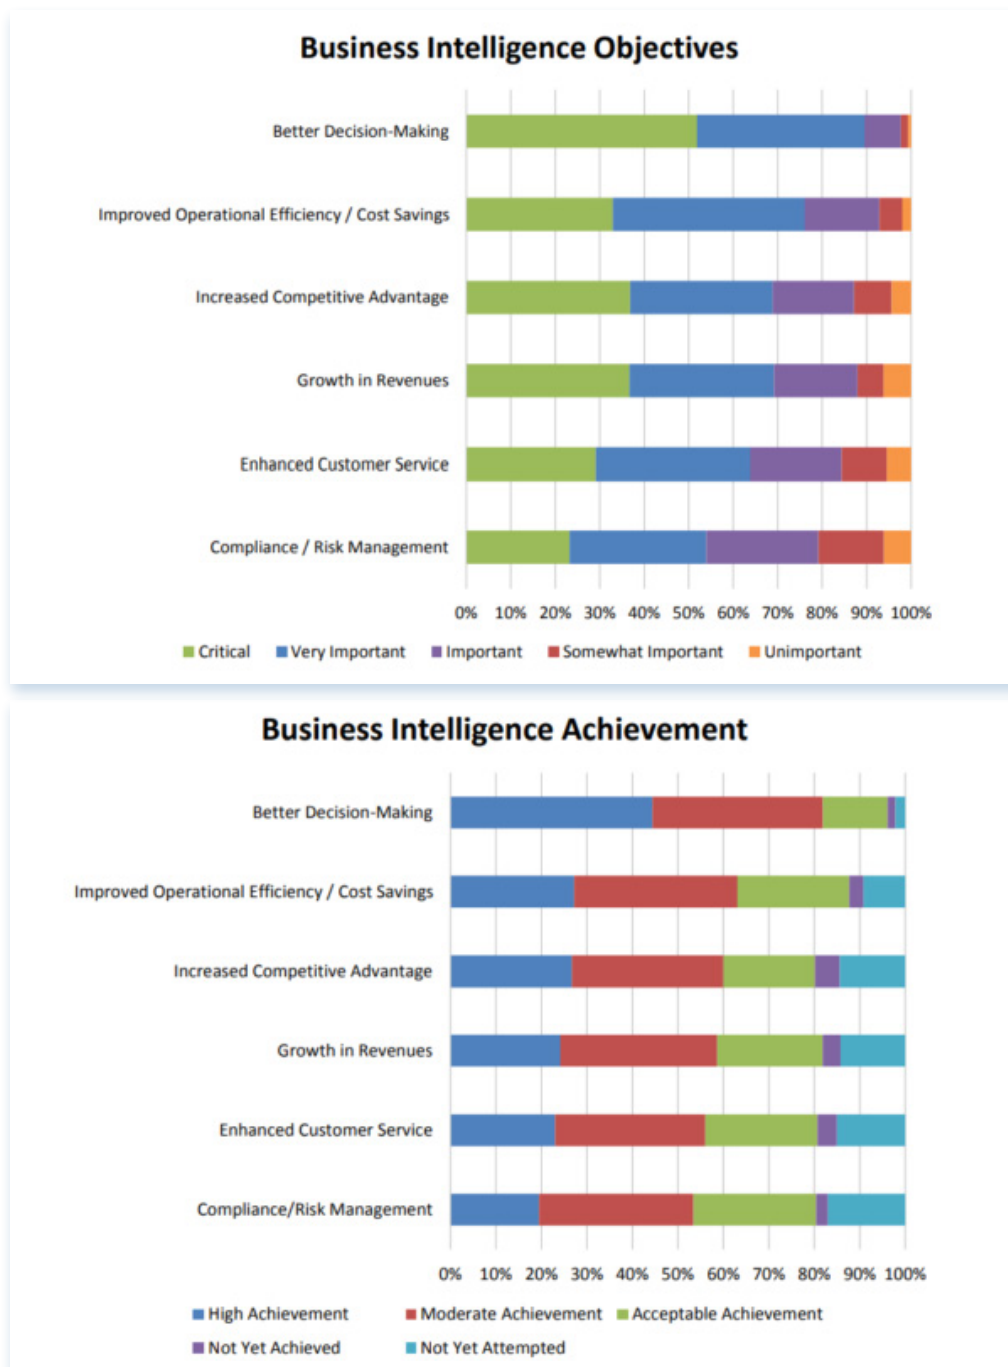 Business Intelligence Objectives
Better Decision-Making
Improved Operational Efficiency / Cost Savings
Increased Competitive Advantage
Growth in Revenues
Enhanced Customer Service
Compliance / Risk Management
0% 10% 20% 30% 40% 50% 60% 70% 80% 90% 100%
Critical Very Important Important Somewhat Important Unimportant
Business Intelligence Achievement
Better Decision-Making
Improved Operational Efficiency / Cost Savings
Increased Competitive Advantage
Growth in Revenues
Enhanced Customer Service
Compliance/Risk Management
0% 10% 20% 30% 40% 50% 60% 70% 80% 90% 100%
High Achievement Moderate Achievement Acceptable Achievement
Not Yet Achieved Not Yet Attempted